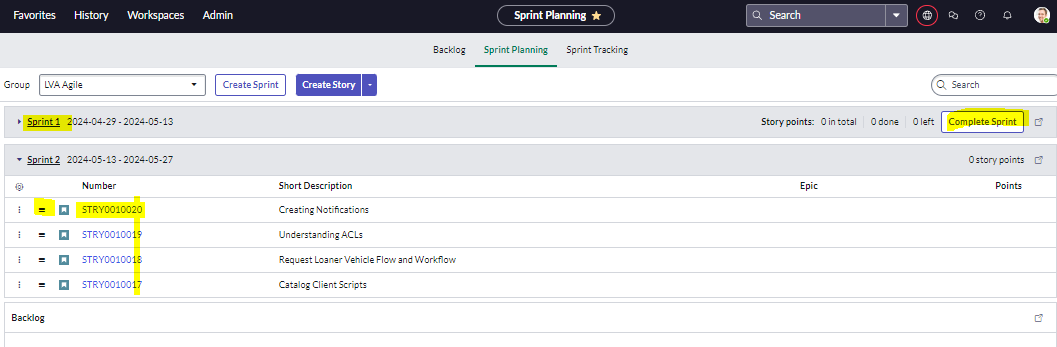 Favorites History Workspaces Admin Sprint Planning Search
Backlog Sprint Planning Sprint Tracking
Group LVA Agile Create Sprint Create Story Search
Sprint 1 2024-04-29 - 2024-05-13 Story points: 0 in total 0 done 0 left Complete Sprint
Sprint 2 2024-05-13 - 2024-05-27 0 story points
Number Short Description Epic Points
STRY0010020 Creating Notifications
STRY0010019 Understanding ACLs
STRY0010018 Request Loaner Vehicle Flow and Workflow
STRY0010017 Catalog Client Scripts
Backlog